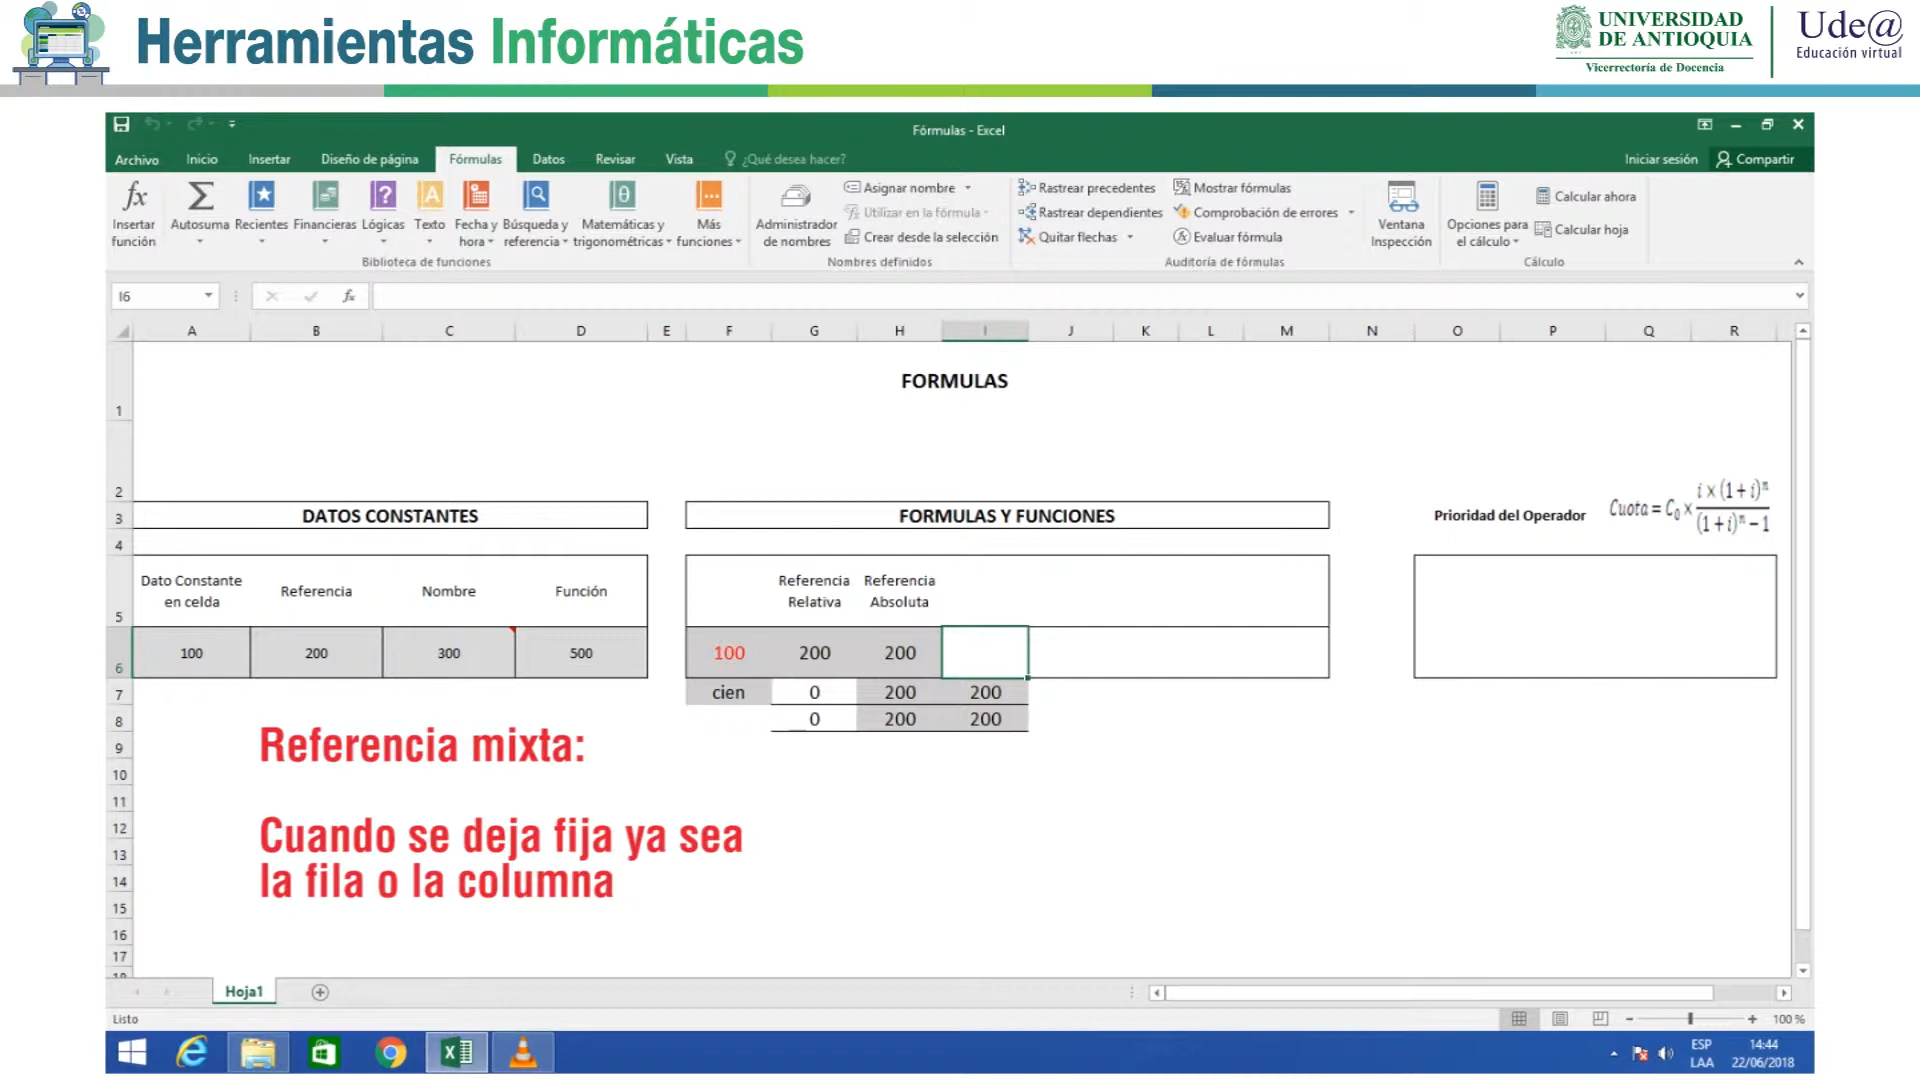 Herramientas Informáticas
UNIVERSIDAD
DE ANTIOQUIA
Vicerrectoría de Docencia
Ude@
Educación virtual
Fórmulas - Excel
Archivo Inicio Insertar Diseño de página Fórmulas Datos Revisar Vista ¿Qué desea hacer? Iniciar sesión Compartir
Insertar función
Autosuma
Recientes
Financieras
Lógicas
Texto
Fecha y hora
Búsqueda y referencia
Matemáticas y trigonométricas
Más funciones
Biblioteca de funciones
Administrador de nombres
Asignar nombre
Utilizar en la fórmula
Crear desde la selección
Nombres definidos
Rastrear precedentes
Rastrear dependientes
Quitar flechas
Mostrar fórmulas
Comprobación de errores
Evaluar fórmula
Auditoría de fórmulas
Ventana Inspección
Opciones para el cálculo
Calcular ahora
Calcular hoja
Cálculo
I6 fx
A B C D E F G H I J K L M N O P Q R
1 FORMULAS
2
3 DATOS CONSTANTES FORMULAS Y FUNCIONES Prioridad del Operador Cuota = C₀ × i × (1 + i)ⁿ / (1 + i)ⁿ − 1
4
5 Dato Constante en celda Referencia Nombre Función Referencia Relativa Referencia Absoluta
6 100 200 300 500 100 200 200
7 cien 0 200 200
8 0 200 200
9
10
11
12
13
14
15
16
17
Referencia mixta:
Cuando se deja fija ya sea
la fila o la columna
Hoja1
Listo 100 %
ESP 14:44
LAA 22/06/2018